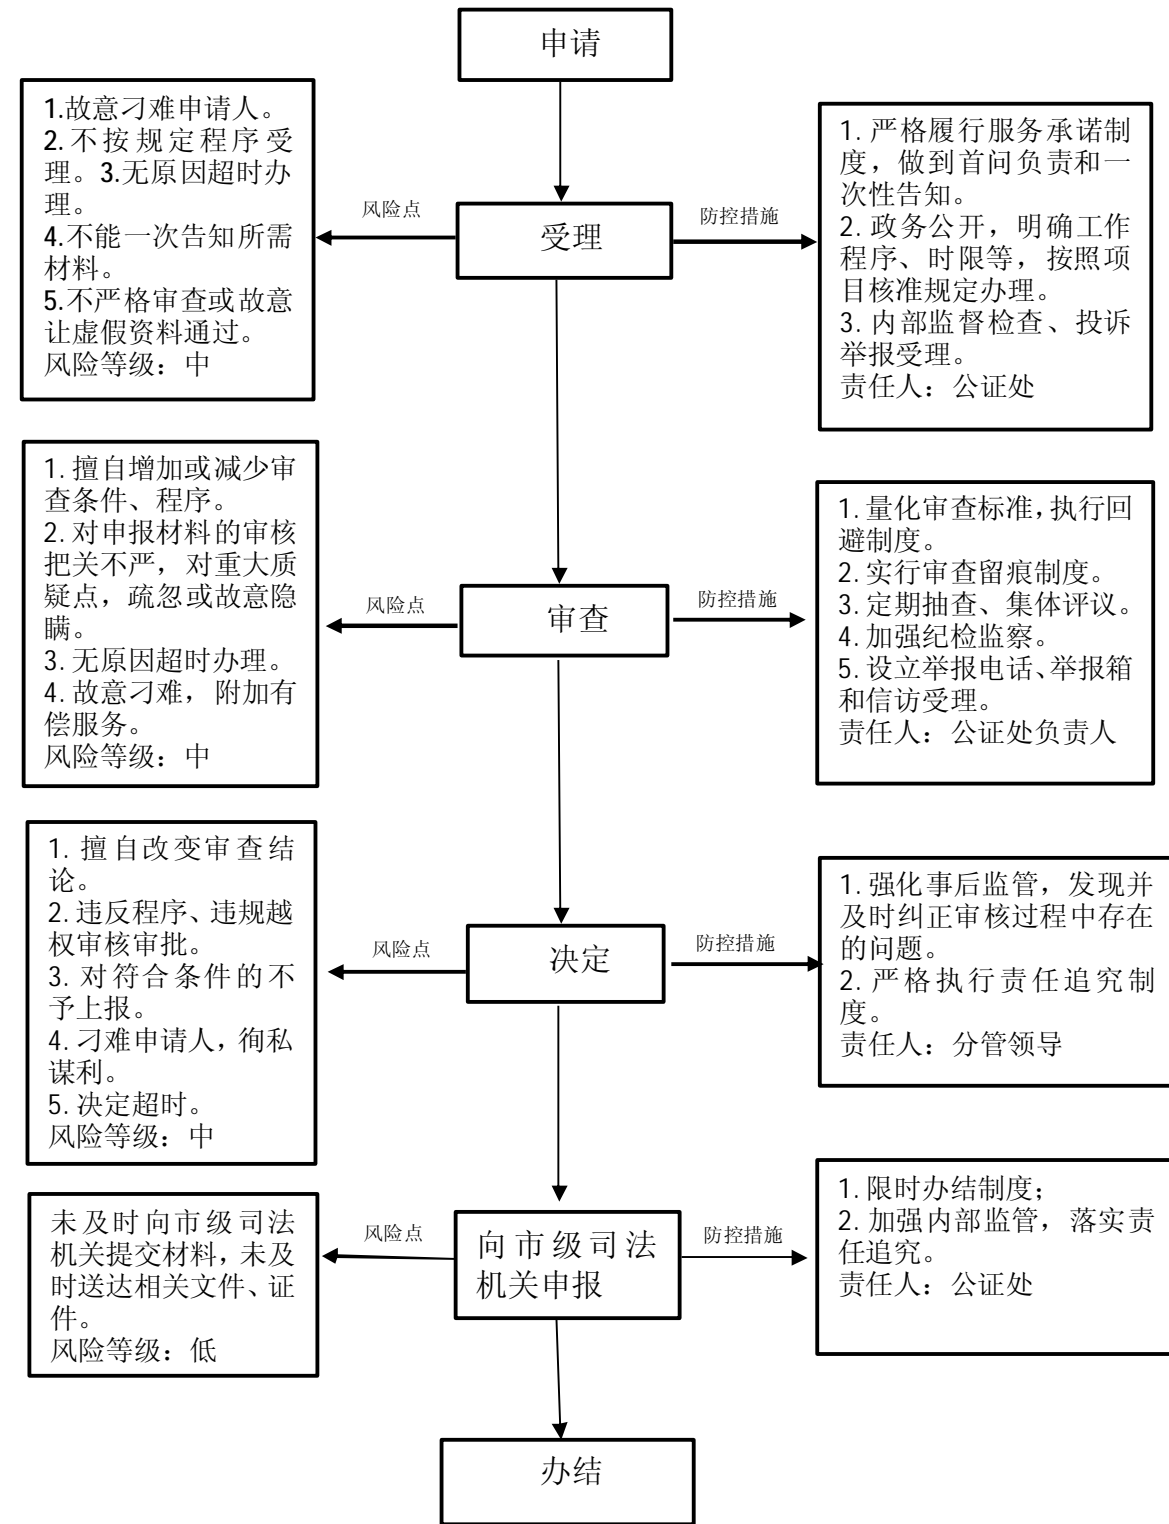 申请
1.故意刁难申请人。
2.不按规定程序受
理。3.无原因超时办
理。
4.不能一次告知所需
材料。
5.不严格审查或故意
让虚假资料通过。
风险等级：中
风险点
受理
防控措施
1.严格履行服务承诺制
度，做到首问负责和一
次性告知。
2.政务公开，明确工作
程序、时限等，按照项
目核准规定办理。
3.内部监督检查、投诉
举报受理。
责任人：公证处
1.擅自增加或减少审
查条件、程序。
2.对申报材料的审核
把关不严，对重大质
疑点，疏忽或故意隐
瞒。
3.无原因超时办理。
4.故意刁难，附加有
偿服务。
风险等级：中
风险点
审查
防控措施
1.量化审查标准,执行回
避制度。
2.实行审查留痕制度。
3.定期抽查、集体评议。
4.加强纪检监察。
5.设立举报电话、举报箱
和信访受理。
责任人：公证处负责人
1.擅自改变审查结
论。
2.违反程序、违规越
权审核审批。
3.对符合条件的不
予上报。
4.刁难申请人，徇私
谋利。
5.决定超时。
风险等级：中
风险点
决定
防控措施
1.强化事后监管，发现并
及时纠正审核过程中存在
的问题。
2.严格执行责任追究制
度。
责任人：分管领导
未及时向市级司法
机关提交材料，未及
时送达相关文件、证
件。
风险等级：低
风险点
向市级司法
机关申报
防控措施
1.限时办结制度；
2.加强内部监管，落实责
任追究。
责任人：公证处
办结